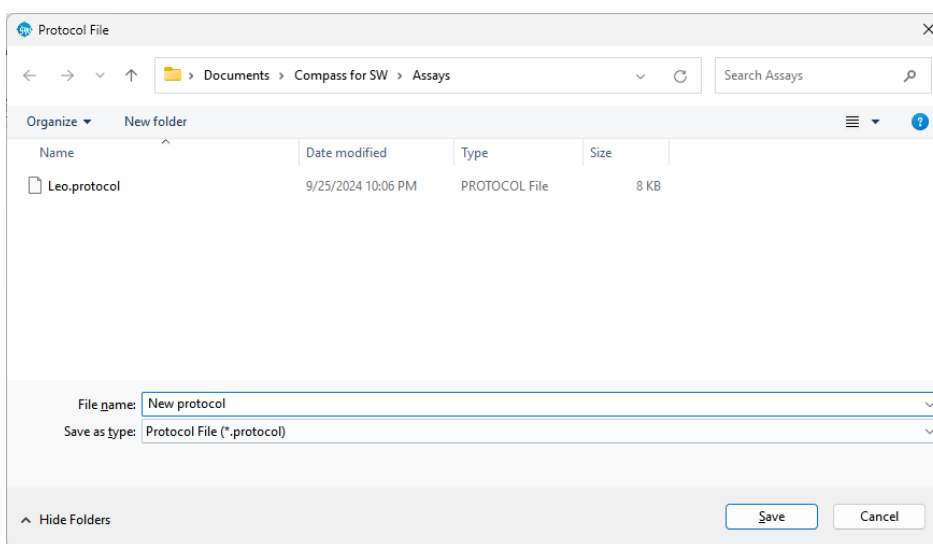 SW Protocol File
Documents > Compass for SW > Assays
Search Assays
Organize New folder
?
Name Date modified Type Size
Leo.protocol 9/25/2024 10:06 PM PROTOCOL File 8 KB
File name: New protocol
Save as type: Protocol File (*.protocol)
Hide Folders Save Cancel